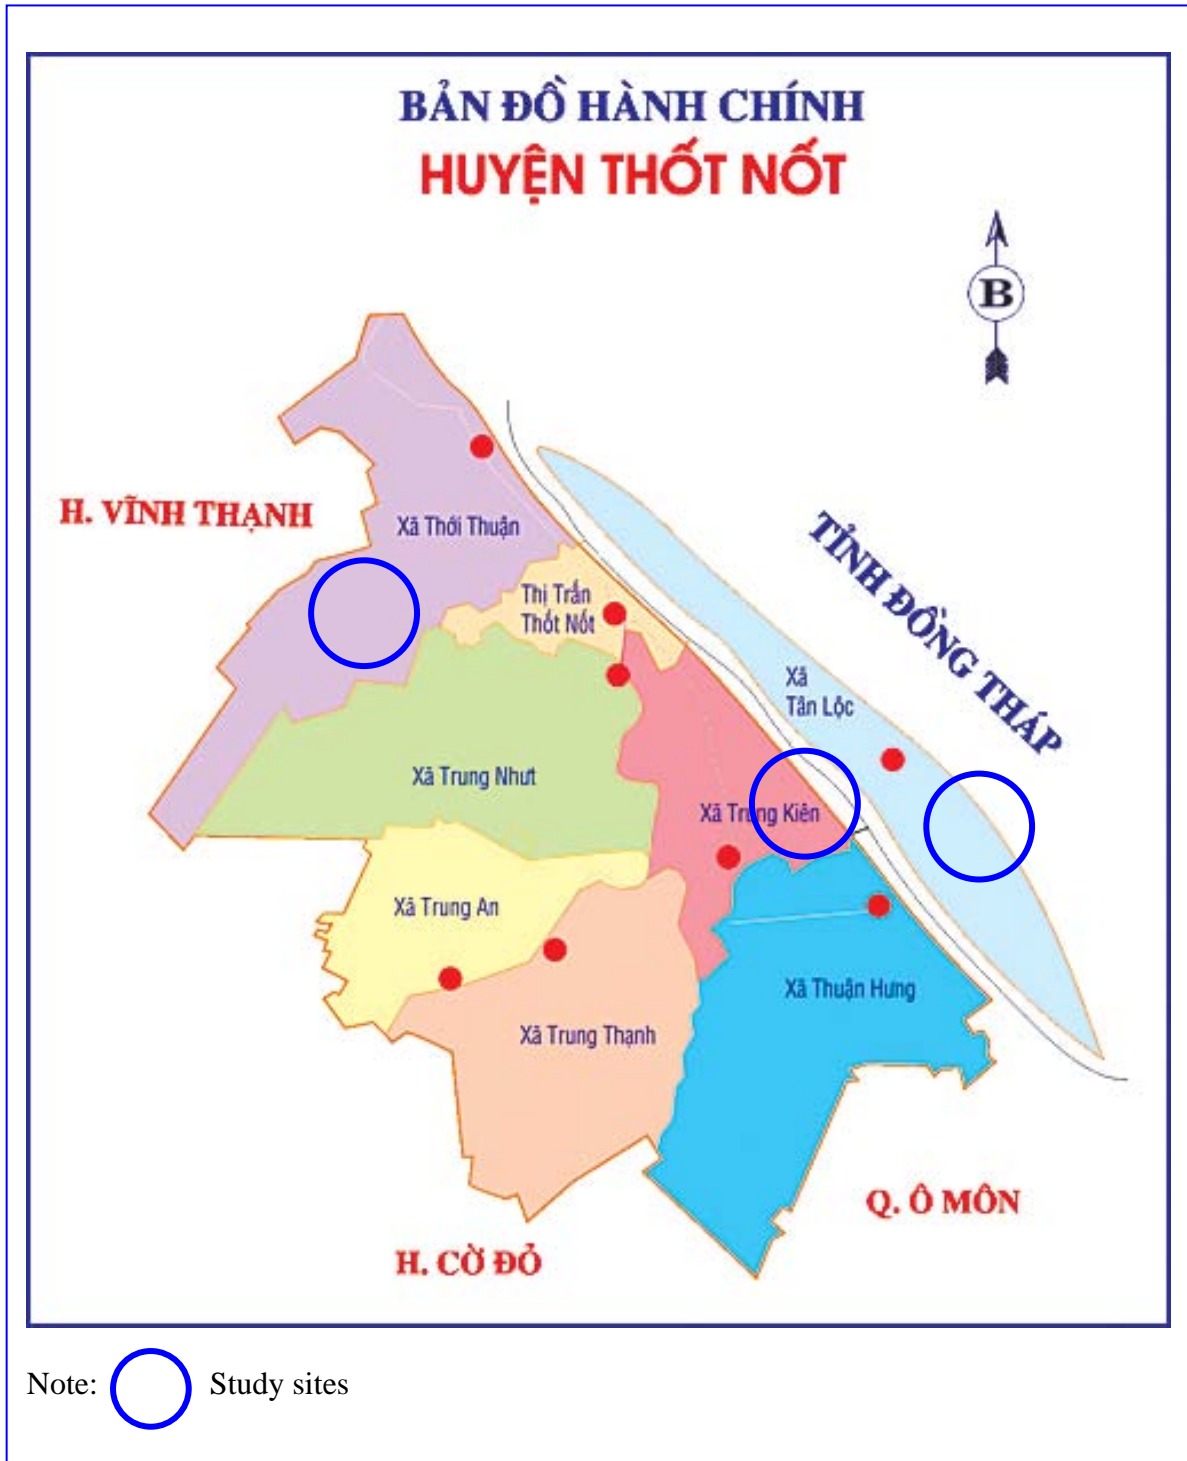 BẢN ĐỒ HÀNH CHÍNH
HUYỆN THỐT NỐT
B
H. VĨNH THẠNH
Xã Thới Thuận
Thị Trấn
Thốt Nốt
TỈNH ĐỒNG THÁP
Xã
Tân Lộc
Xã Trung Nhưt
Xã Trung Kiên
Xã Trung An
Xã Thuận Hưng
Xã Trung Thạnh
Q. Ô MÔN
H. CỜ ĐỎ
Note: Study sites